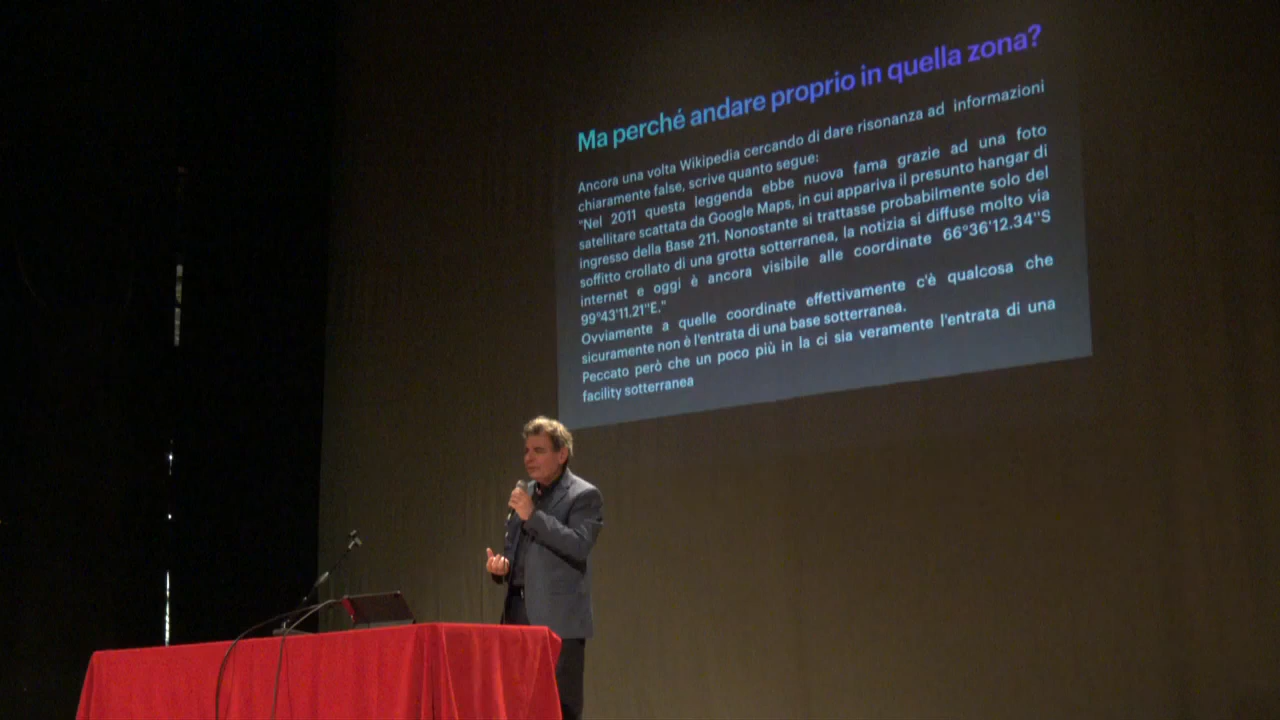 Ma perché andare proprio in quella zona?
Ancora una volta Wikipedia cercando di dare risonanza ad informazioni
chiaramente false, scrive quanto segue:
"Nel 2011 questa leggenda ebbe nuova fama grazie ad una foto
satellitare scattata da Google Maps, in cui appariva il presunto hangar di
ingresso della Base 211. Nonostante si trattasse probabilmente solo del
soffitto crollato di una grotta sotterranea, la notizia si diffuse molto via
internet e oggi è ancora visibile alle coordinate 66°36'12.34''S
99°43'11.21''E."
Ovviamente a quelle coordinate effettivamente c'è qualcosa che
sicuramente non è l'entrata di una base sotterranea.
Peccato però che un poco più in la ci sia veramente l'entrata di una
facility sotterranea